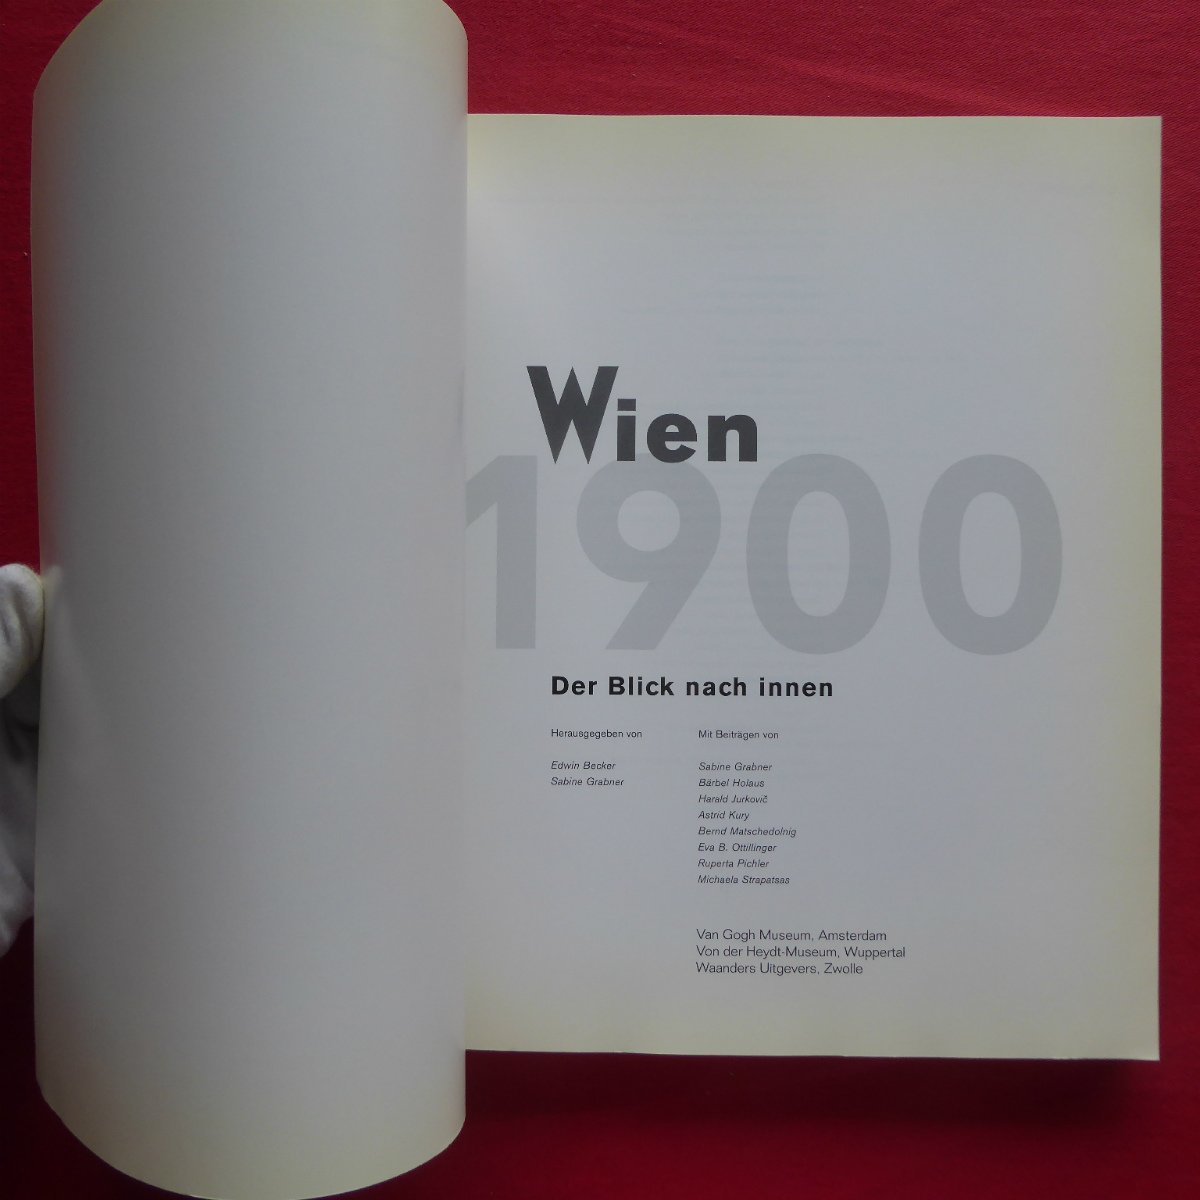 Wien
1900
Der Blick nach innen
Herausgegeben von
Edwin Becker
Sabine Grabner
Mit Beiträgen von
Sabine Grabner
Bärbel Holaus
Harald Jurkovič
Astrid Kury
Bernd Matschedolnig
Eva B. Ottillinger
Ruperta Pichler
Michaela Strapatsas
Van Gogh Museum, Amsterdam
Von der Heydt-Museum, Wuppertal
Waanders Uitgevers, Zwolle